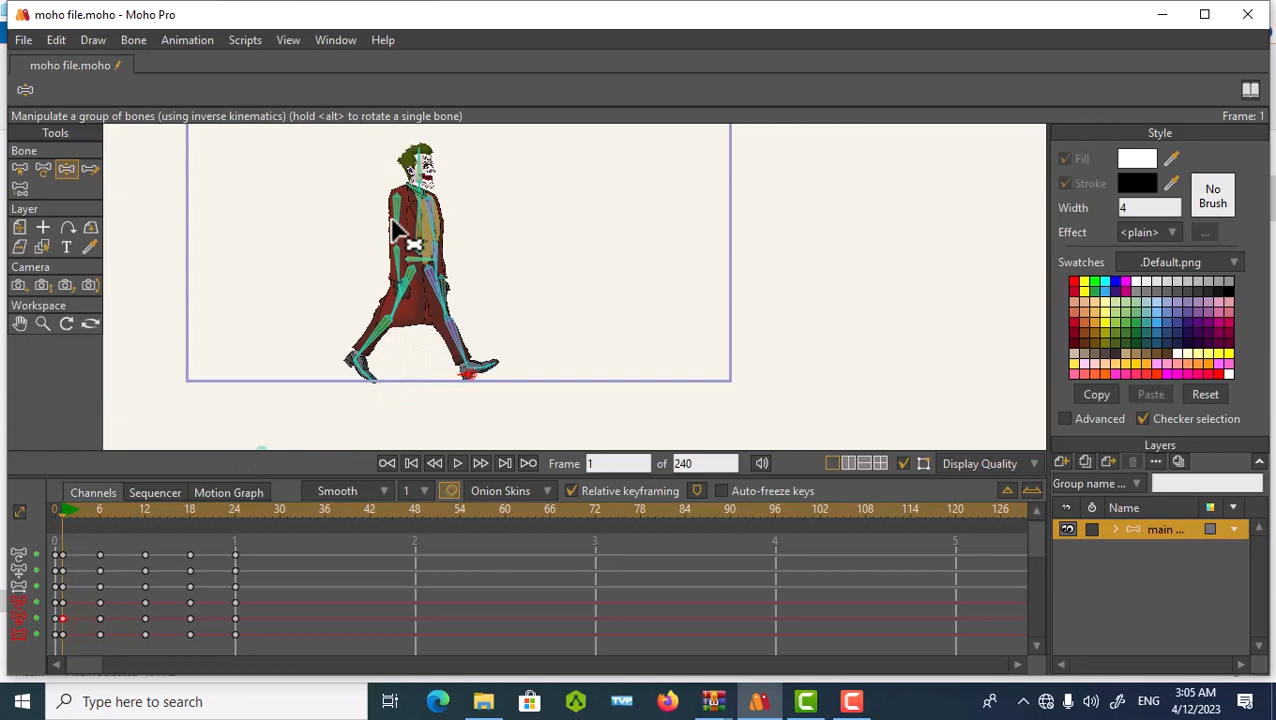 moho file.moho - Moho Pro
File Edit Draw Bone Animation Scripts View Window Help
moho file.moho
Manipulate a group of bones (using inverse kinematics) (hold <alt> to rotate a single bone) Frame: 1
Tools
Bone
Layer
Camera
Workspace
Style
Fill
Stroke
No Brush
Width 4
Effect <plain> ...
Swatches .Default.png
Copy Paste Reset
Advanced Checker selection
Layers
Group name ...
Name
main ...
Frame 1 of 240 Display Quality
Channels Sequencer Motion Graph Smooth 1 Onion Skins Relative keyframing Auto-freeze keys
0 6 12 18 24 30 36 42 48 54 60 66 72 78 84 90 96 102 108 114 120 126
0 1 2 3 4 5
Type here to search
TVP
ENG
3:05 AM
4/12/2023